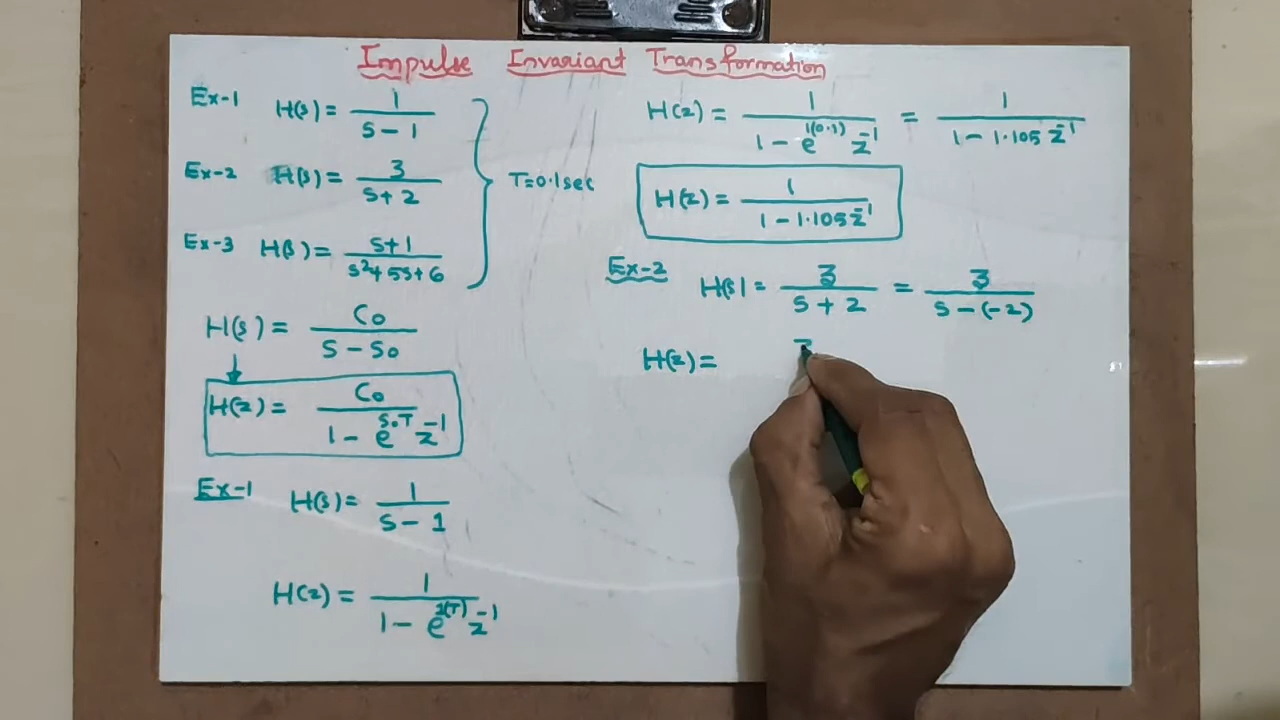 Impulse Invariant Transformation
Ex-1 H(s) = 1 / s - 1
Ex-2 H(s) = 3 / s + 2
Ex-3 H(s) = s+1 / s²+5s+6
T=0.1sec
H(s) = C₀ / s - s₀
H(z) = C₀ / 1 - e^(s₀T) z⁻¹
Ex-1 H(s) = 1 / s - 1
H(z) = 1 / 1 - e^(1(T)) z⁻¹
H(z) = 1 / 1 - e^(1(0.1)) z⁻¹ = 1 / 1 - 1.105 z⁻¹
H(z) = 1 / 1 - 1.105 z⁻¹
Ex-2 H(s) = 3 / s + 2 = 3 / s - (-2)
H(z) =